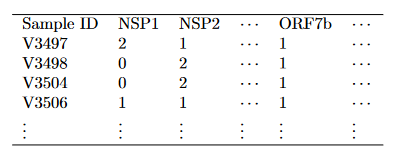 Sample ID NSP1 NSP2 ⋯ ORF7b ⋯
V3497 2 1 ⋯ 1 ⋯
V3498 0 2 ⋯ 1 ⋯
V3504 0 2 ⋯ 1 ⋯
V3506 1 1 ⋯ 1 ⋯
⋮ ⋮ ⋮ ⋮ ⋮ ⋮